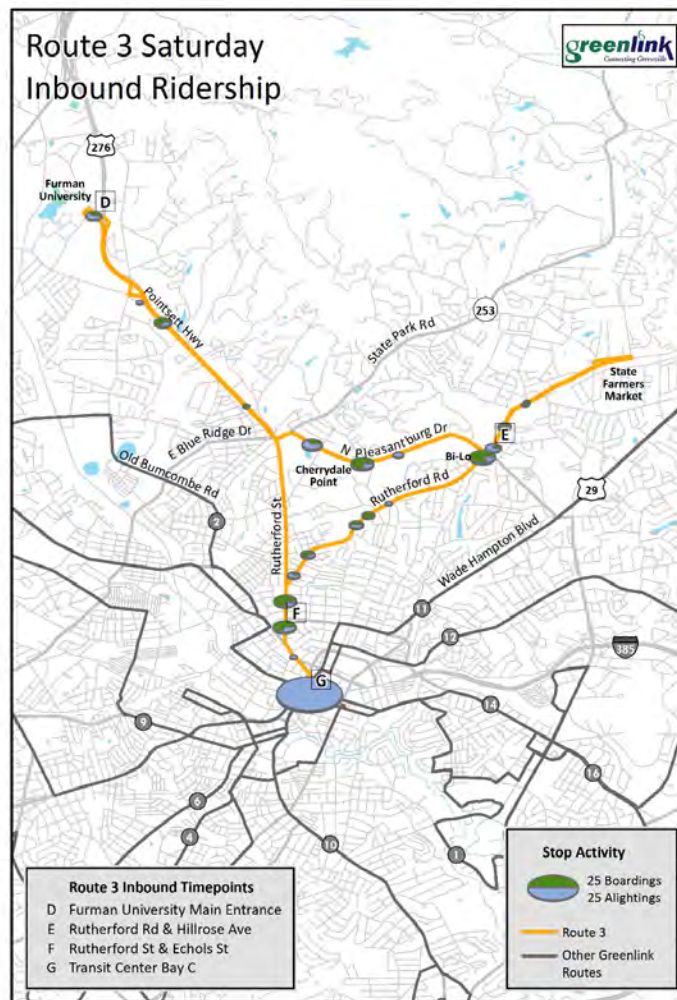 Route 3 Saturday
Inbound Ridership
greenlink
Connecting Greenville
276
Furman
University
D
Pointsett Hwy
253
State Park Rd
State
Farmers
Market
E Blue Ridge Dr
N Pleasantburg Dr
E
Cherrydale
Point
Bi-Lo
Old Bumcombe Rd
Rutherford Rd
29
2
Rutherford St
Wade Hampton Blvd
F
11
12
385
G
9
14
16
6
4
10
1
Route 3 Inbound Timepoints
D Furman University Main Entrance
E Rutherford Rd & Hillrose Ave
F Rutherford St & Echols St
G Transit Center Bay C
Stop Activity
25 Boardings
25 Alightings
Route 3
Other Greenlink
Routes